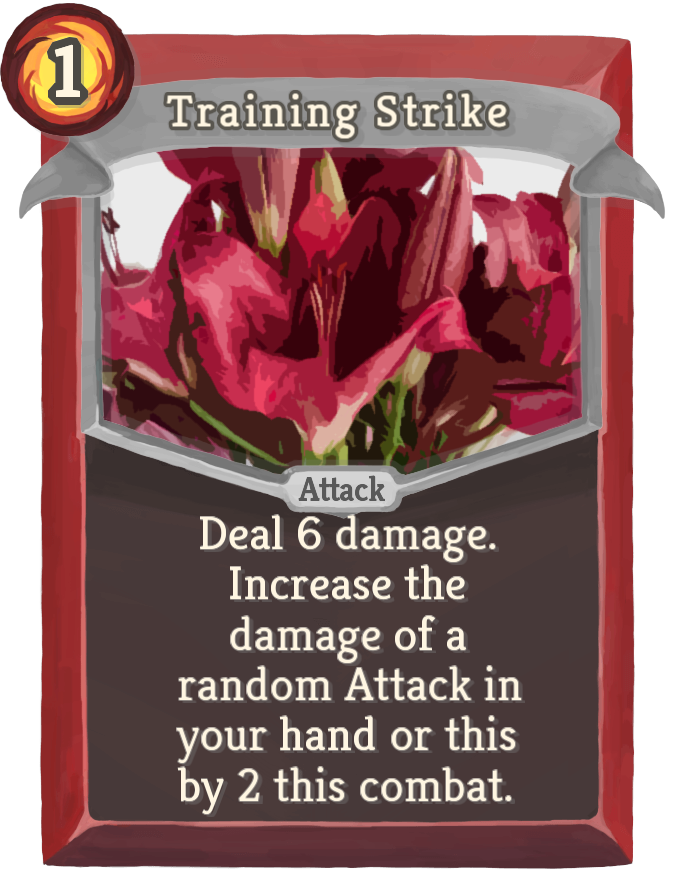 1
Training Strike
Attack
Deal 6 damage.
Increase the
damage of a
random Attack in
your hand or this
by 2 this combat.